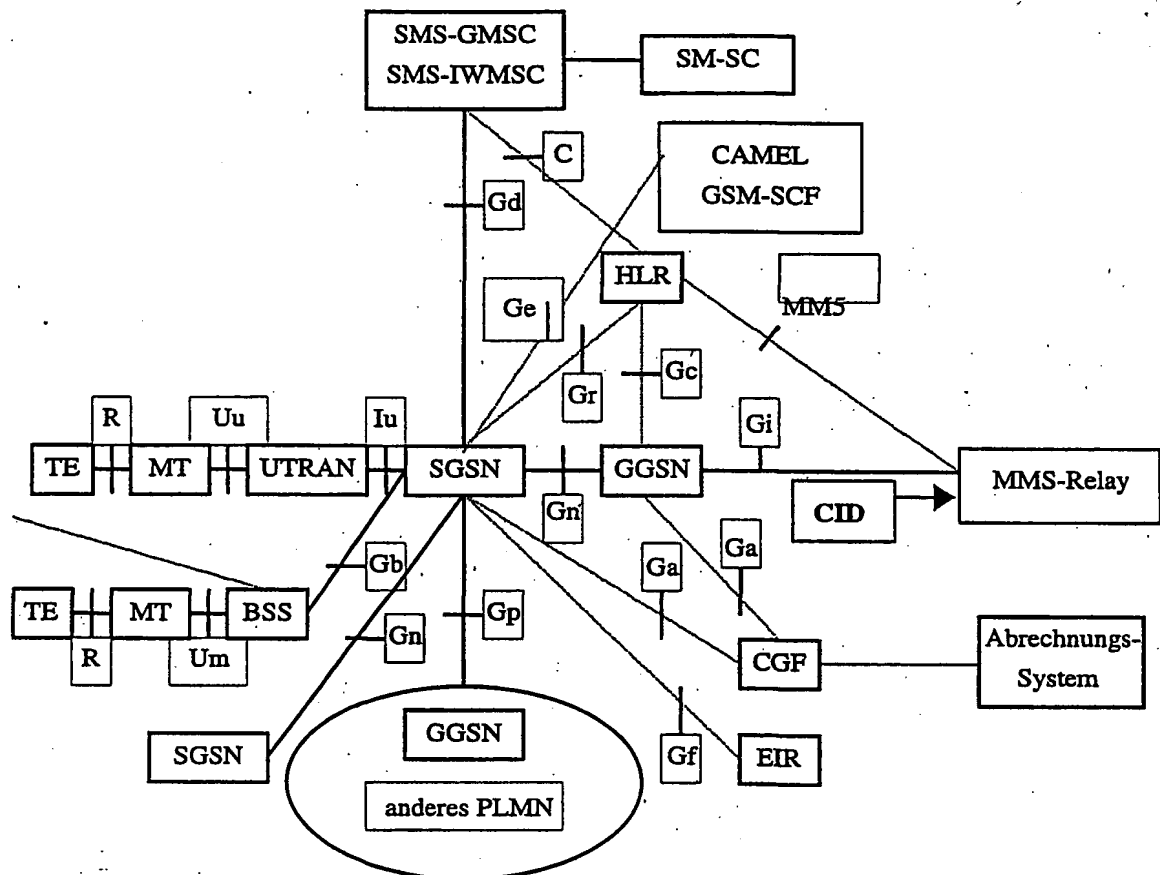 SMS-GMSC
SMS-IWMSC
SM-SC
C
CAMEL
GSM-SCF
Gd
HLR
Ge
MM5
Gr
Gc
R
Uu
Iu
Gi
TE
MT
UTRAN
SGSN
GGSN
MMS-Relay
Gn
CID
Gb
Ga
Ga
TE
MT
BSS
Gn
Gp
R
Um
CGF
Abrechnungs-
System
SGSN
GGSN
Gf
EIR
anderes PLMN